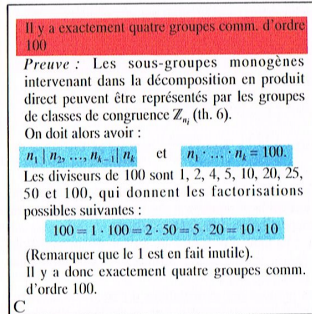 Il y a exactement quatre groupes comm. d'ordre
100
Preuve : Les sous-groupes monogènes
intervenant dans la décomposition en produit
direct peuvent être représentés par les groupes
de classes de congruence ℤₙᵢ (th. 6).
On doit alors avoir :
n₁ | n₂, …, nₖ₋₁ | nₖ et n₁ · … · nₖ = 100.
Les diviseurs de 100 sont 1, 2, 4, 5, 10, 20, 25,
50 et 100, qui donnent les factorisations
possibles suivantes :
100 = 1 · 100 = 2 · 50 = 5 · 20 = 10 · 10
(Remarquer que le 1 est en fait inutile).
Il y a donc exactement quatre groupes comm.
d'ordre 100.
C